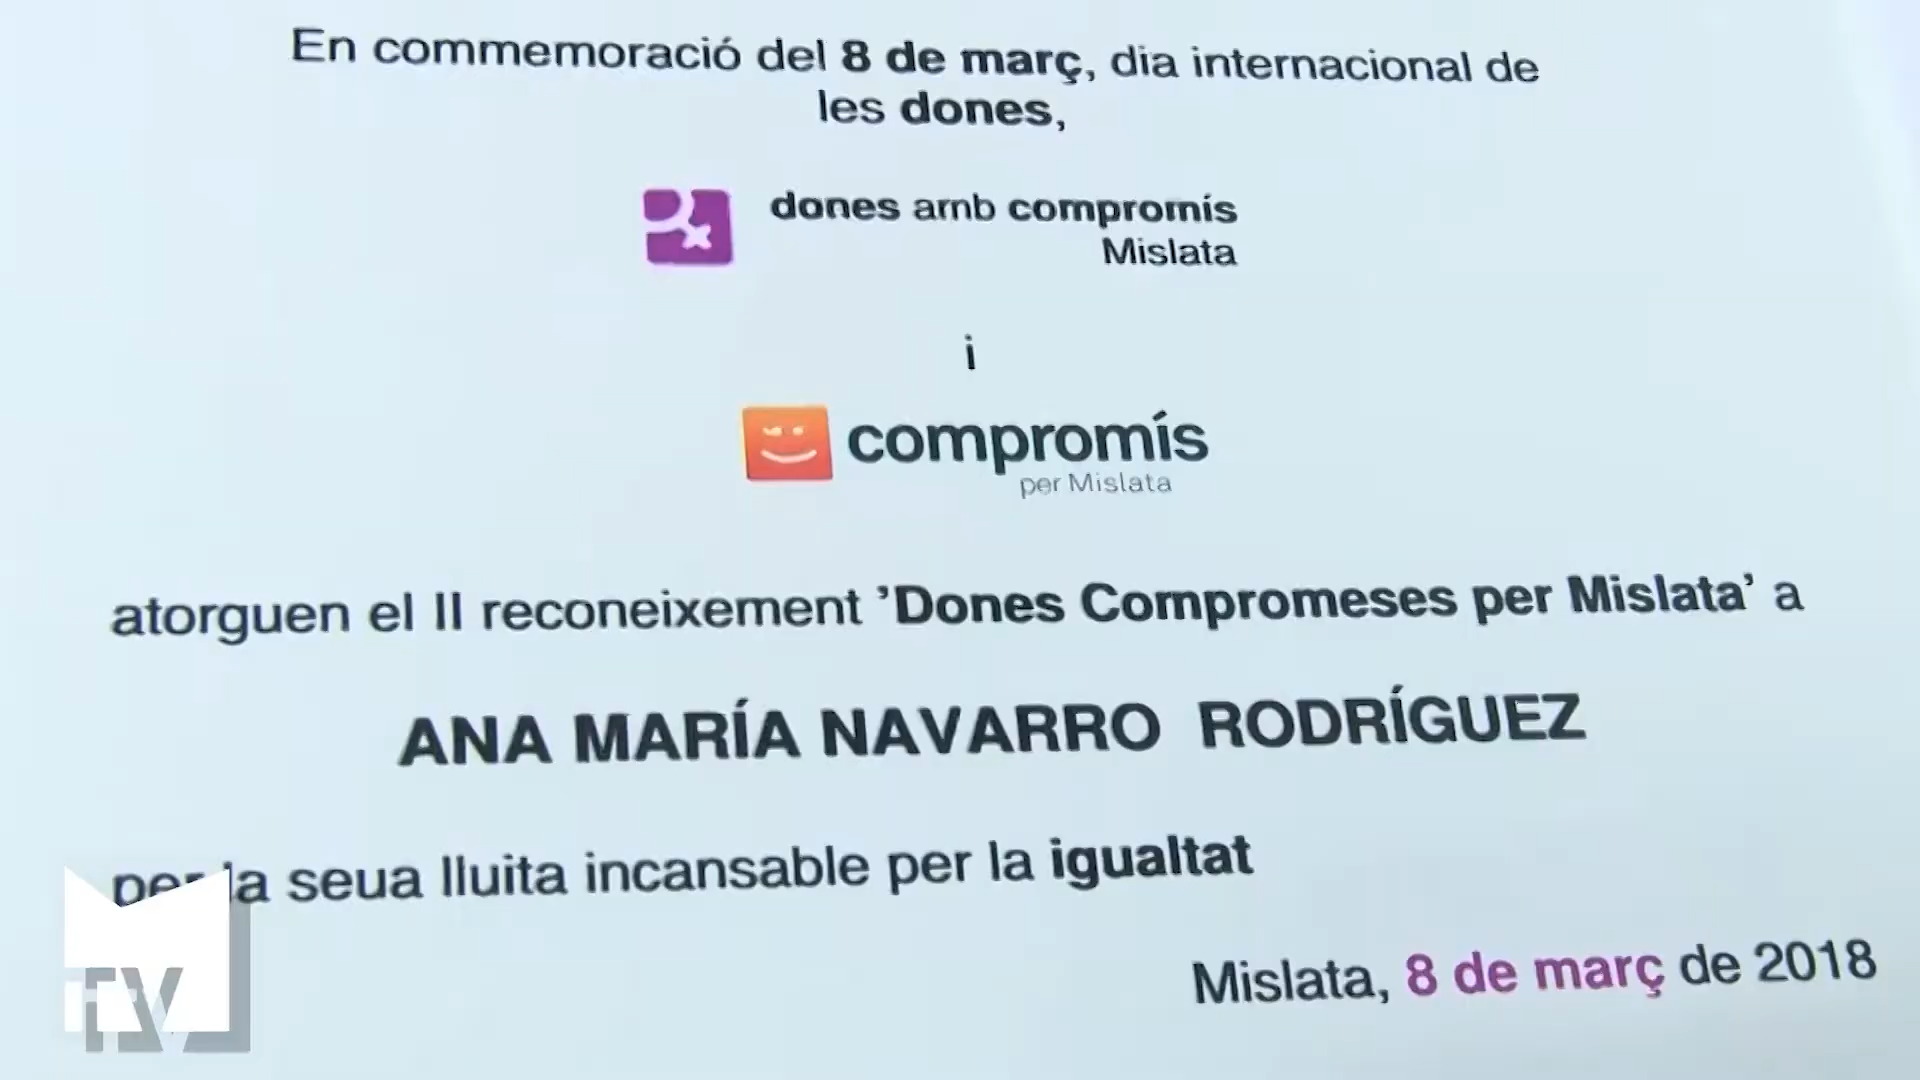 En commemoració del 8 de març, dia internacional de
les dones,
dones amb compromís
Mislata
i
compromís
per Mislata
atorguen el II reconeixement 'Dones Compromeses per Mislata' a
ANA MARÍA NAVARRO RODRÍGUEZ
per la seua lluita incansable per la igualtat
Mislata, 8 de març de 2018
TV